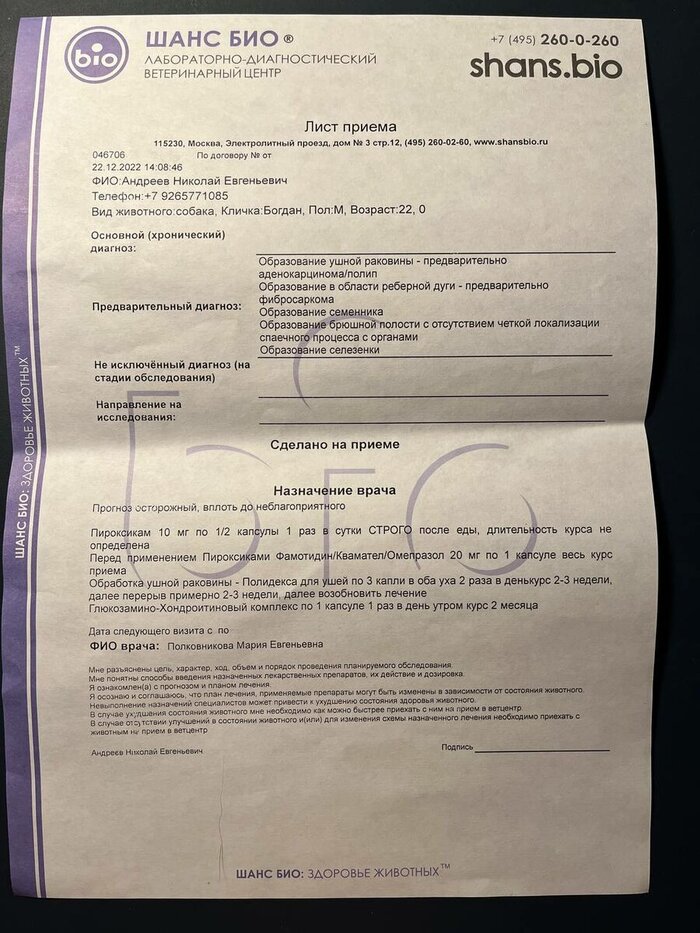 bio
ШАНС БИО ®
ЛАБОРАТОРНО-ДИАГНОСТИЧЕСКИЙ
ВЕТЕРИНАРНЫЙ ЦЕНТР
+7 (495) 260-0-260
shans.bio
Лист приема
115230, Москва, Электролитный проезд, дом № 3 стр.12, (495) 260-02-60, www.shansbio.ru
046706 По договору № от
22.12.2022 14:08:46
ФИО:Андреев Николай Евгеньевич
Телефон:+7 9265771085
Вид животного:собака, Кличка:Богдан, Пол:М, Возраст:22, 0
Основной (хронический)
диагноз:
Образование ушной раковины - предварительно
аденокарцинома/полип
Образование в области реберной дуги - предварительно
Предварительный диагноз: фибросаркома
Образование семенника
Образование брюшной полости с отсутствием четкой локализации
спаечного процесса с органами
Образование селезенки
Не исключённый диагноз (на
стадии обследования)
Направление на
исследования:
Сделано на приеме
Назначение врача
Прогноз осторожный, вплоть до неблагоприятного
Пироксикам 10 мг по 1/2 капсулы 1 раз в сутки СТРОГО после еды, длительность курса не
определена
Перед применением Пироксиками Фамотидин/Квамател/Омепразол 20 мг по 1 капсуле весь курс
приема
Обработка ушной раковины - Полидекса для ушей по 3 капли в оба уха 2 раза в денькурс 2-3 недели,
далее перерыв примерно 2-3 недели, далее возобновить лечение
Глюкозамино-Хондроитиновый комплекс по 1 капсуле 1 раз в день утром курс 2 месяца
Дата следующего визита с по
ФИО врача: Полковникова Мария Евгеньевна
Мне разъяснены цель, характер, ход, объем и порядок проведения планируемого обследования.
Мне понятны способы введения назначенных лекарственных препаратов, их действие и дозировка.
Я ознакомлен(а) с прогнозом и планом лечения.
Я осознаю и соглашаюсь, что план лечения, применяемые препараты могут быть изменены в зависимости от состояния животного.
Невыполнение назначений специалистов может привести к ухудшению состояния здоровья животного.
В случае ухудшения состояния животного мне необходимо как можно быстрее приехать с ним на прием в ветцентр
В случае отсутствии улучшений в состоянии животного и(или) для изменения схемы назначенного лечения необходимо приехать с
животным на прием в ветцентр
Андреев Николай Евгеньевич
Подпись
ШАНС БИО: ЗДОРОВЬЕ ЖИВОТНЫХ™
ШАНС БИО: ЗДОРОВЬЕ ЖИВОТНЫХ™